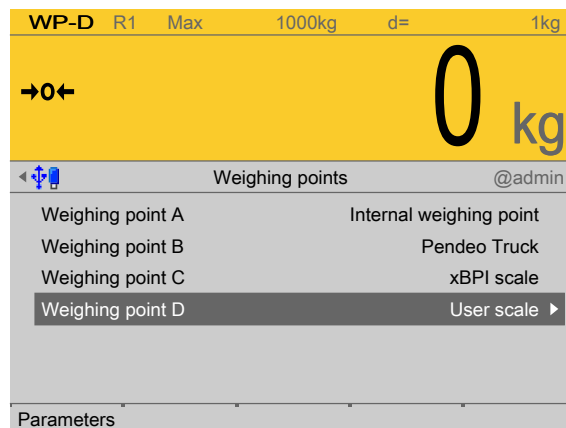 WP-D R1 Max 1000kg d= 1kg
→0← 0 kg
Weighing points @admin
Weighing point A Internal weighing point
Weighing point B Pendeo Truck
Weighing point C xBPI scale
Weighing point D User scale
Parameters